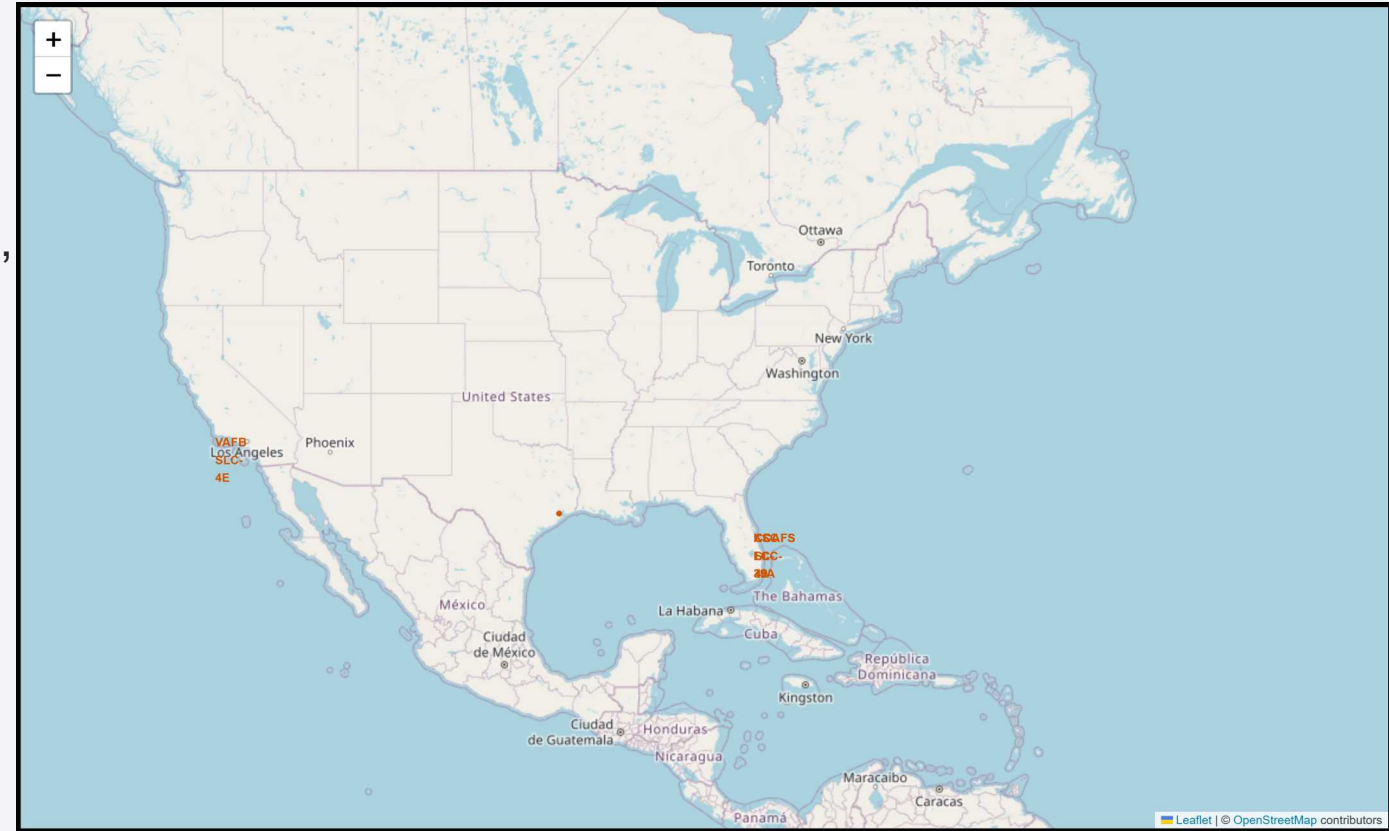 +
−
,
Ottawa
Toronto
New York
Washington
United States
VAFB
SLC-
4E
Los Angeles
Phoenix
The Bahamas
La Habana
Cuba
México
Ciudad
de México
República
Dominicana
Kingston
Ciudad
de Guatemala
Honduras
Nicaragua
Maracaibo
Caracas
Panamá
Leaflet | © OpenStreetMap contributors